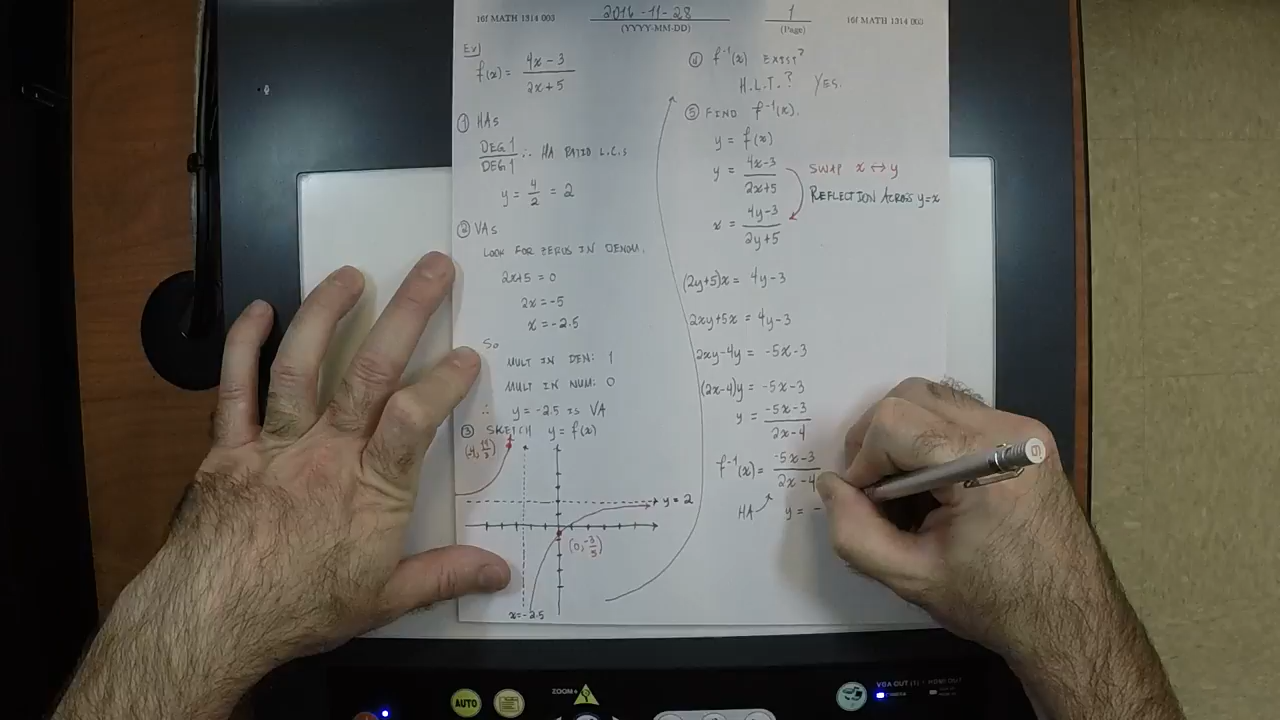 16f MATH 1314 003
2016-11-28
(YYYY-MM-DD)
1
(Page)
16f MATH 1314 003
Ex)
f(x) = 4x - 3 / 2x + 5
① HAs
DEG 1 / DEG 1 ∴ HA RATIO L.C.S
y = 4/2 = 2
② VAs
LOOK FOR ZEROS IN DENOM.
2x+5 = 0
2x = -5
x = -2.5
So
MULT IN DEN: 1
MULT IN NUM: 0
∴ y = -2.5 is VA
③ SKETCH y = f(x)
y = 2
(0, -3/5)
x = -2.5
④ f⁻¹(x) EXIST?
H.L.T.? YES.
⑤ FIND f⁻¹(x).
y = f(x)
y = 4x-3 / 2x+5
SWAP x ↔ y
REFLECTION ACROSS y=x
x = 4y-3 / 2y+5
(2y+5)x = 4y-3
2xy+5x = 4y-3
2xy-4y = -5x-3
(2x-4)y = -5x-3
y = -5x-3 / 2x-4
f⁻¹(x) = -5x-3 / 2x-4
HA y = -
AUTO
ZOOM
VGA OUT (1)